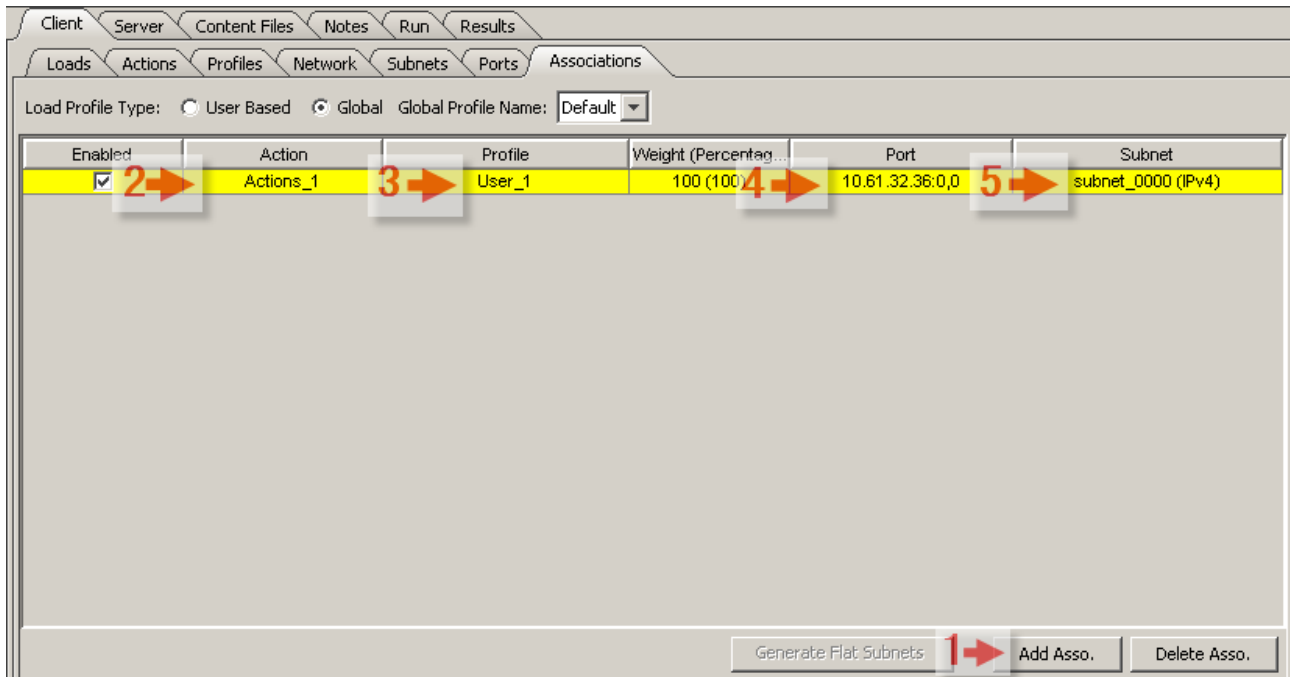 Client Server Content Files Notes Run Results
Loads Actions Profiles Network Subnets Ports Associations
Load Profile Type: User Based Global Global Profile Name: Default
Enabled Action Profile Weight (Percentag... Port Subnet
2 Actions_1 3 User_1 100 (100) 4 10.61.32.36:0,0 5 subnet_0000 (IPv4)
Generate Flat Subnets 1 Add Asso. Delete Asso.